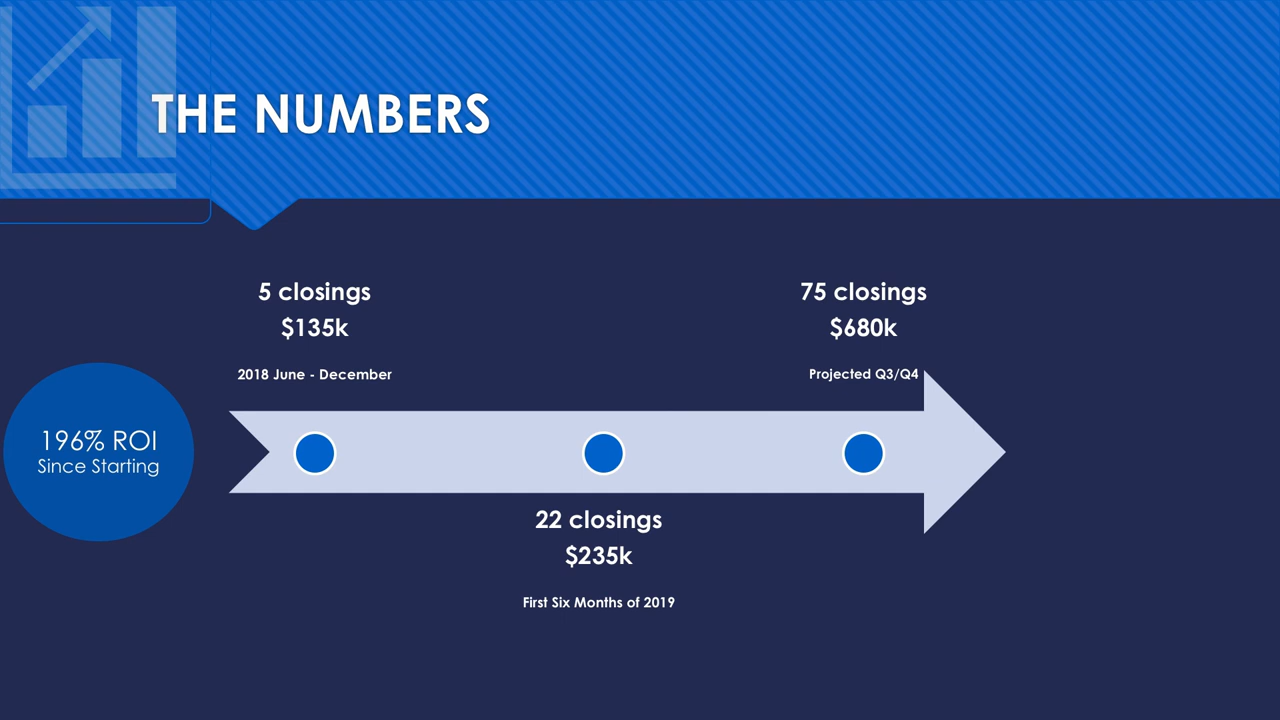 THE NUMBERS
5 closings
$135k
2018 June - December
75 closings
$680k
Projected Q3/Q4
196% ROI
Since Starting
22 closings
$235k
First Six Months of 2019